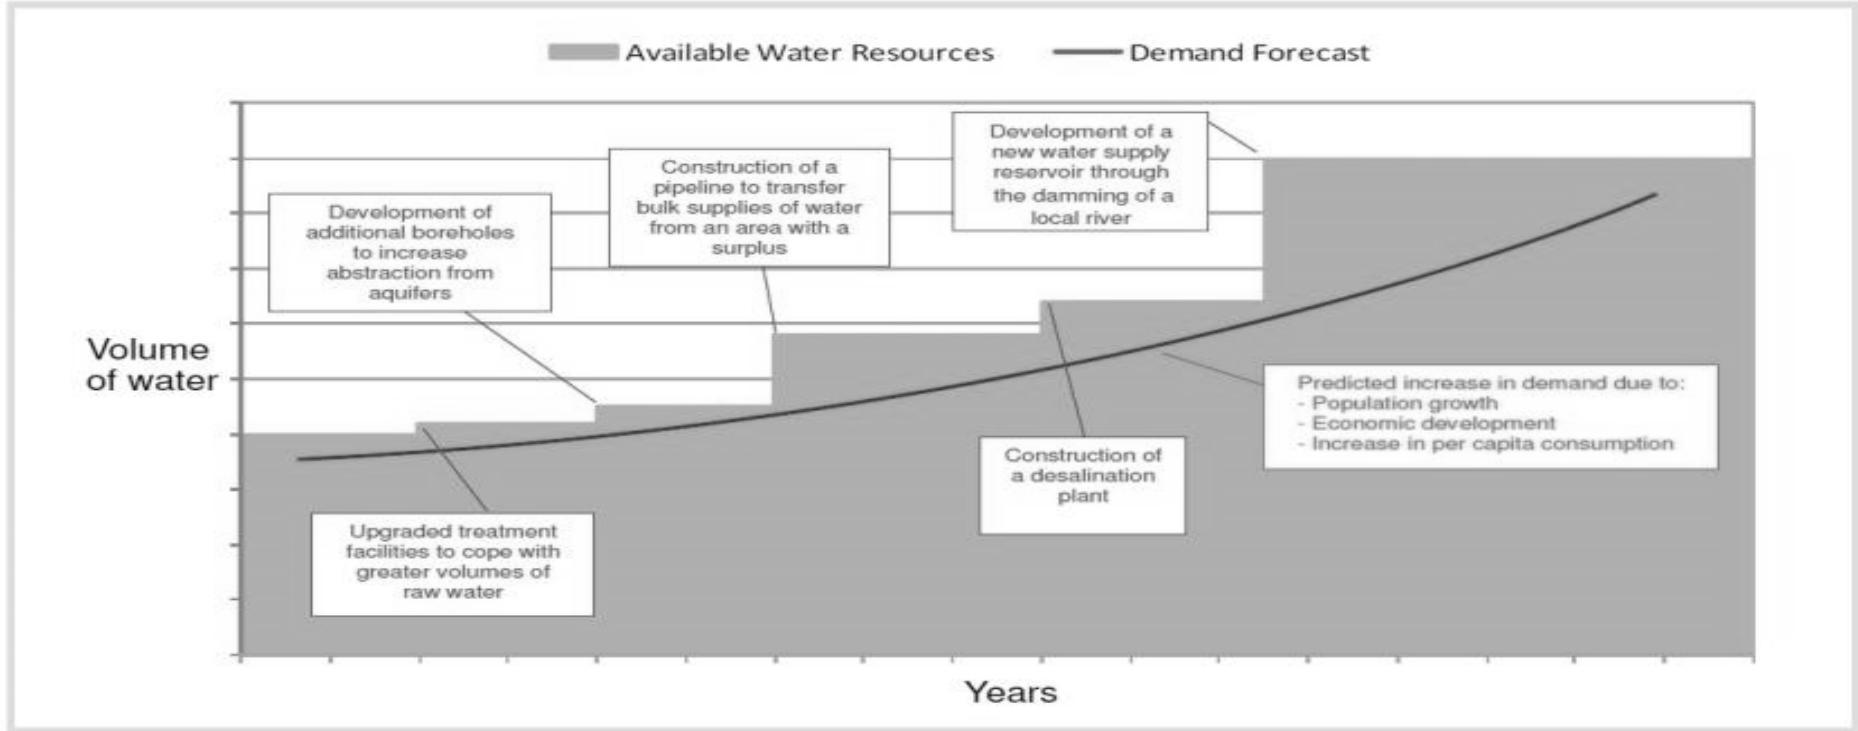 Available Water Resources
Demand Forecast
Development of a
new water supply
reservoir through
the damming of a
local river
Construction of a
pipeline to transfer
bulk supplies of water
from an area with a
surplus
Development of
additional boreholes
to increase
abstraction from
aquifers
Volume
of water
Predicted increase in demand due to:
- Population growth
- Economic development
- Increase in per capita consumption
Construction of
a desalination
plant
Upgraded treatment
facilities to cope with
greater volumes of
raw water
Years